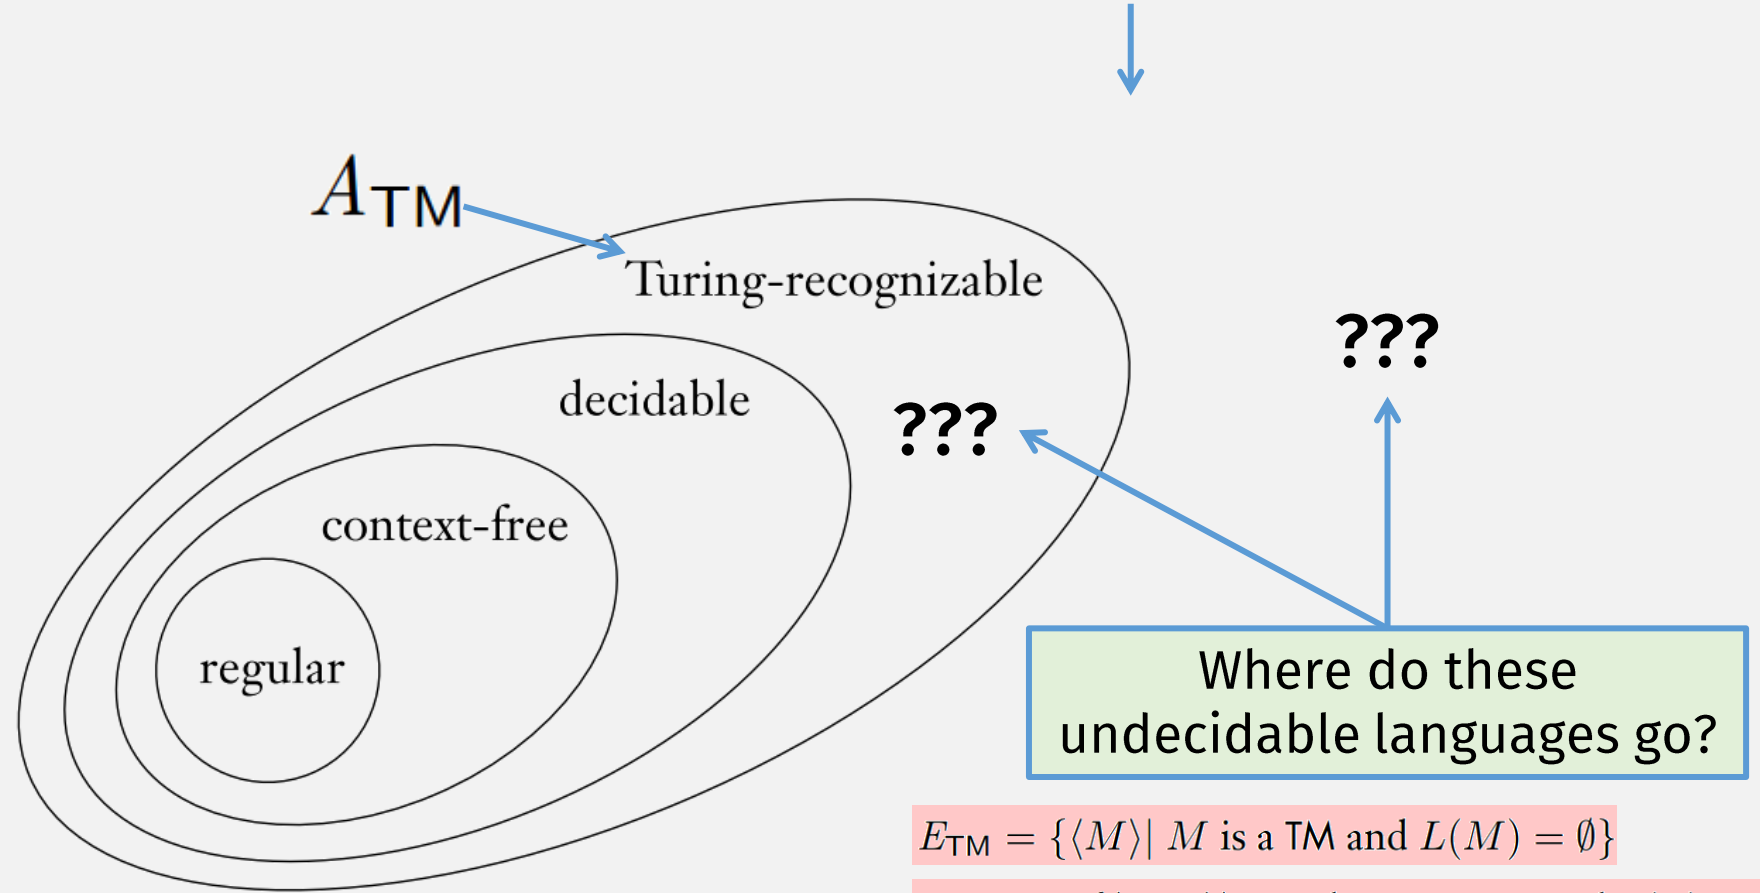 A_TM
Turing-recognizable
???
decidable
???
context-free
regular
Where do these
undecidable languages go?
E_TM = {⟨M⟩| M is a TM and L(M) = ∅}